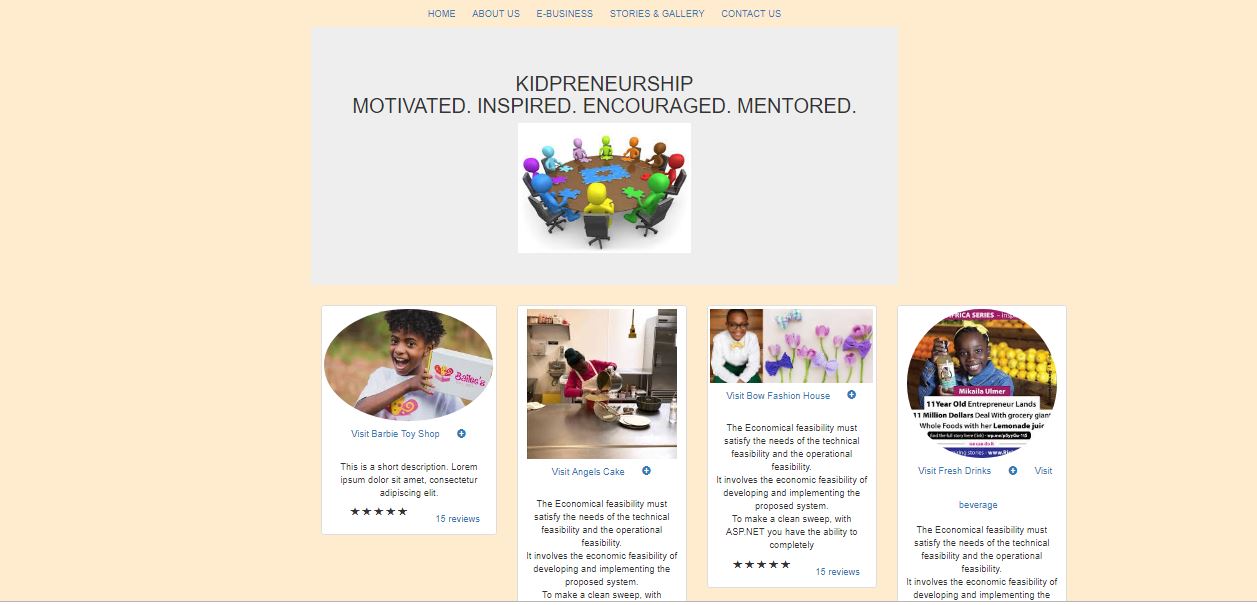 HOME ABOUT US E-BUSINESS STORIES & GALLERY CONTACT US
KIDPRENEURSHIP
MOTIVATED. INSPIRED. ENCOURAGED. MENTORED.
Bailee's
Visit Barbie Toy Shop
This is a short description. Lorem
ipsum dolor sit amet, consectetur
adipiscing elit.
★★★★★
15 reviews
Visit Angels Cake
The Economical feasibility must
satisfy the needs of the technical
feasibility and the operational
feasibility.
It involves the economic feasibility of
developing and implementing the
proposed system.
To make a clean sweep, with
Visit Bow Fashion House
The Economical feasibility must
satisfy the needs of the technical
feasibility and the operational
feasibility.
It involves the economic feasibility of
developing and implementing the
proposed system.
To make a clean sweep, with
ASP.NET you have the ability to
completely
★★★★★
15 reviews
AFRICA SERIES -
Mikaila Ulmer
11 Year Old Entrepreneur Lands
11 Million Dollars Deal With grocery giant
Whole Foods with her Lemonade
we can do it
Visit Fresh Drinks Visit
beverage
The Economical feasibility must
satisfy the needs of the technical
feasibility and the operational
feasibility.
It involves the economic feasibility of
developing and implementing the